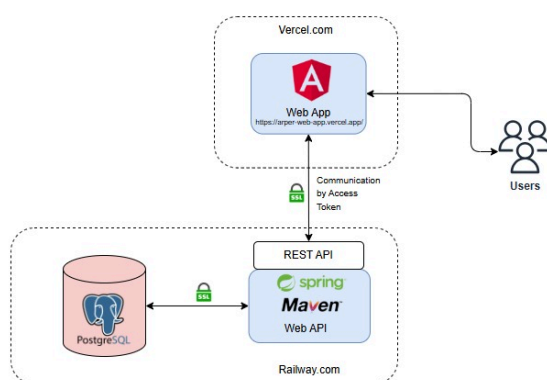 Vercel.com
Web App
https://arper-web-app.vercel.app/
Users
SSL
Communication
by Access
Token
REST API
spring
Maven™
Web API
SSL
PostgreSQL
Railway.com